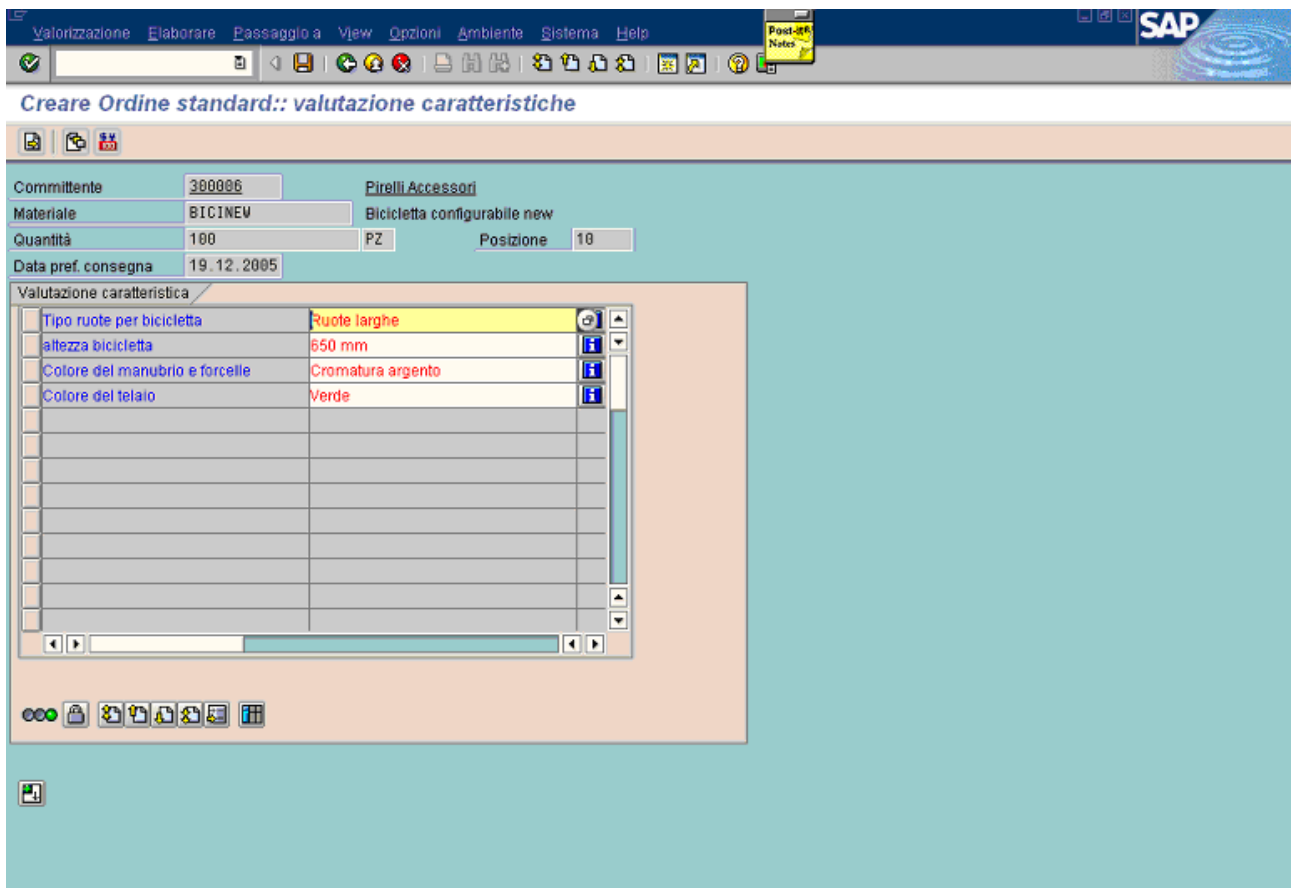 Valorizzazione Elaborare Passaggio a View Opzioni Ambiente Sistema Help
Post-it®
Notes
SAP
Creare Ordine standard:: valutazione caratteristiche
Committente 300006 Pirelli Accessori
Materiale BICINEW Bicicletta configurabile new
Quantità 100 PZ Posizione 10
Data pref. consegna 19.12.2005
Valutazione caratteristica
Tipo ruote per bicicletta Ruote larghe
altezza bicicletta 650 mm
Colore del manubrio e forcelle Cromatura argento
Colore del telaio Verde